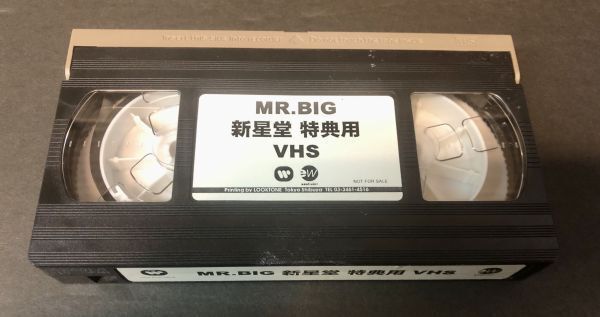 MR.BIG
新星堂 特典用
VHS
NOT FOR SALE
Printing by LOOKTONE Tokyo Shibuya TEL 03-3461-4516
MR.BIG 新星堂 特典用 VHS